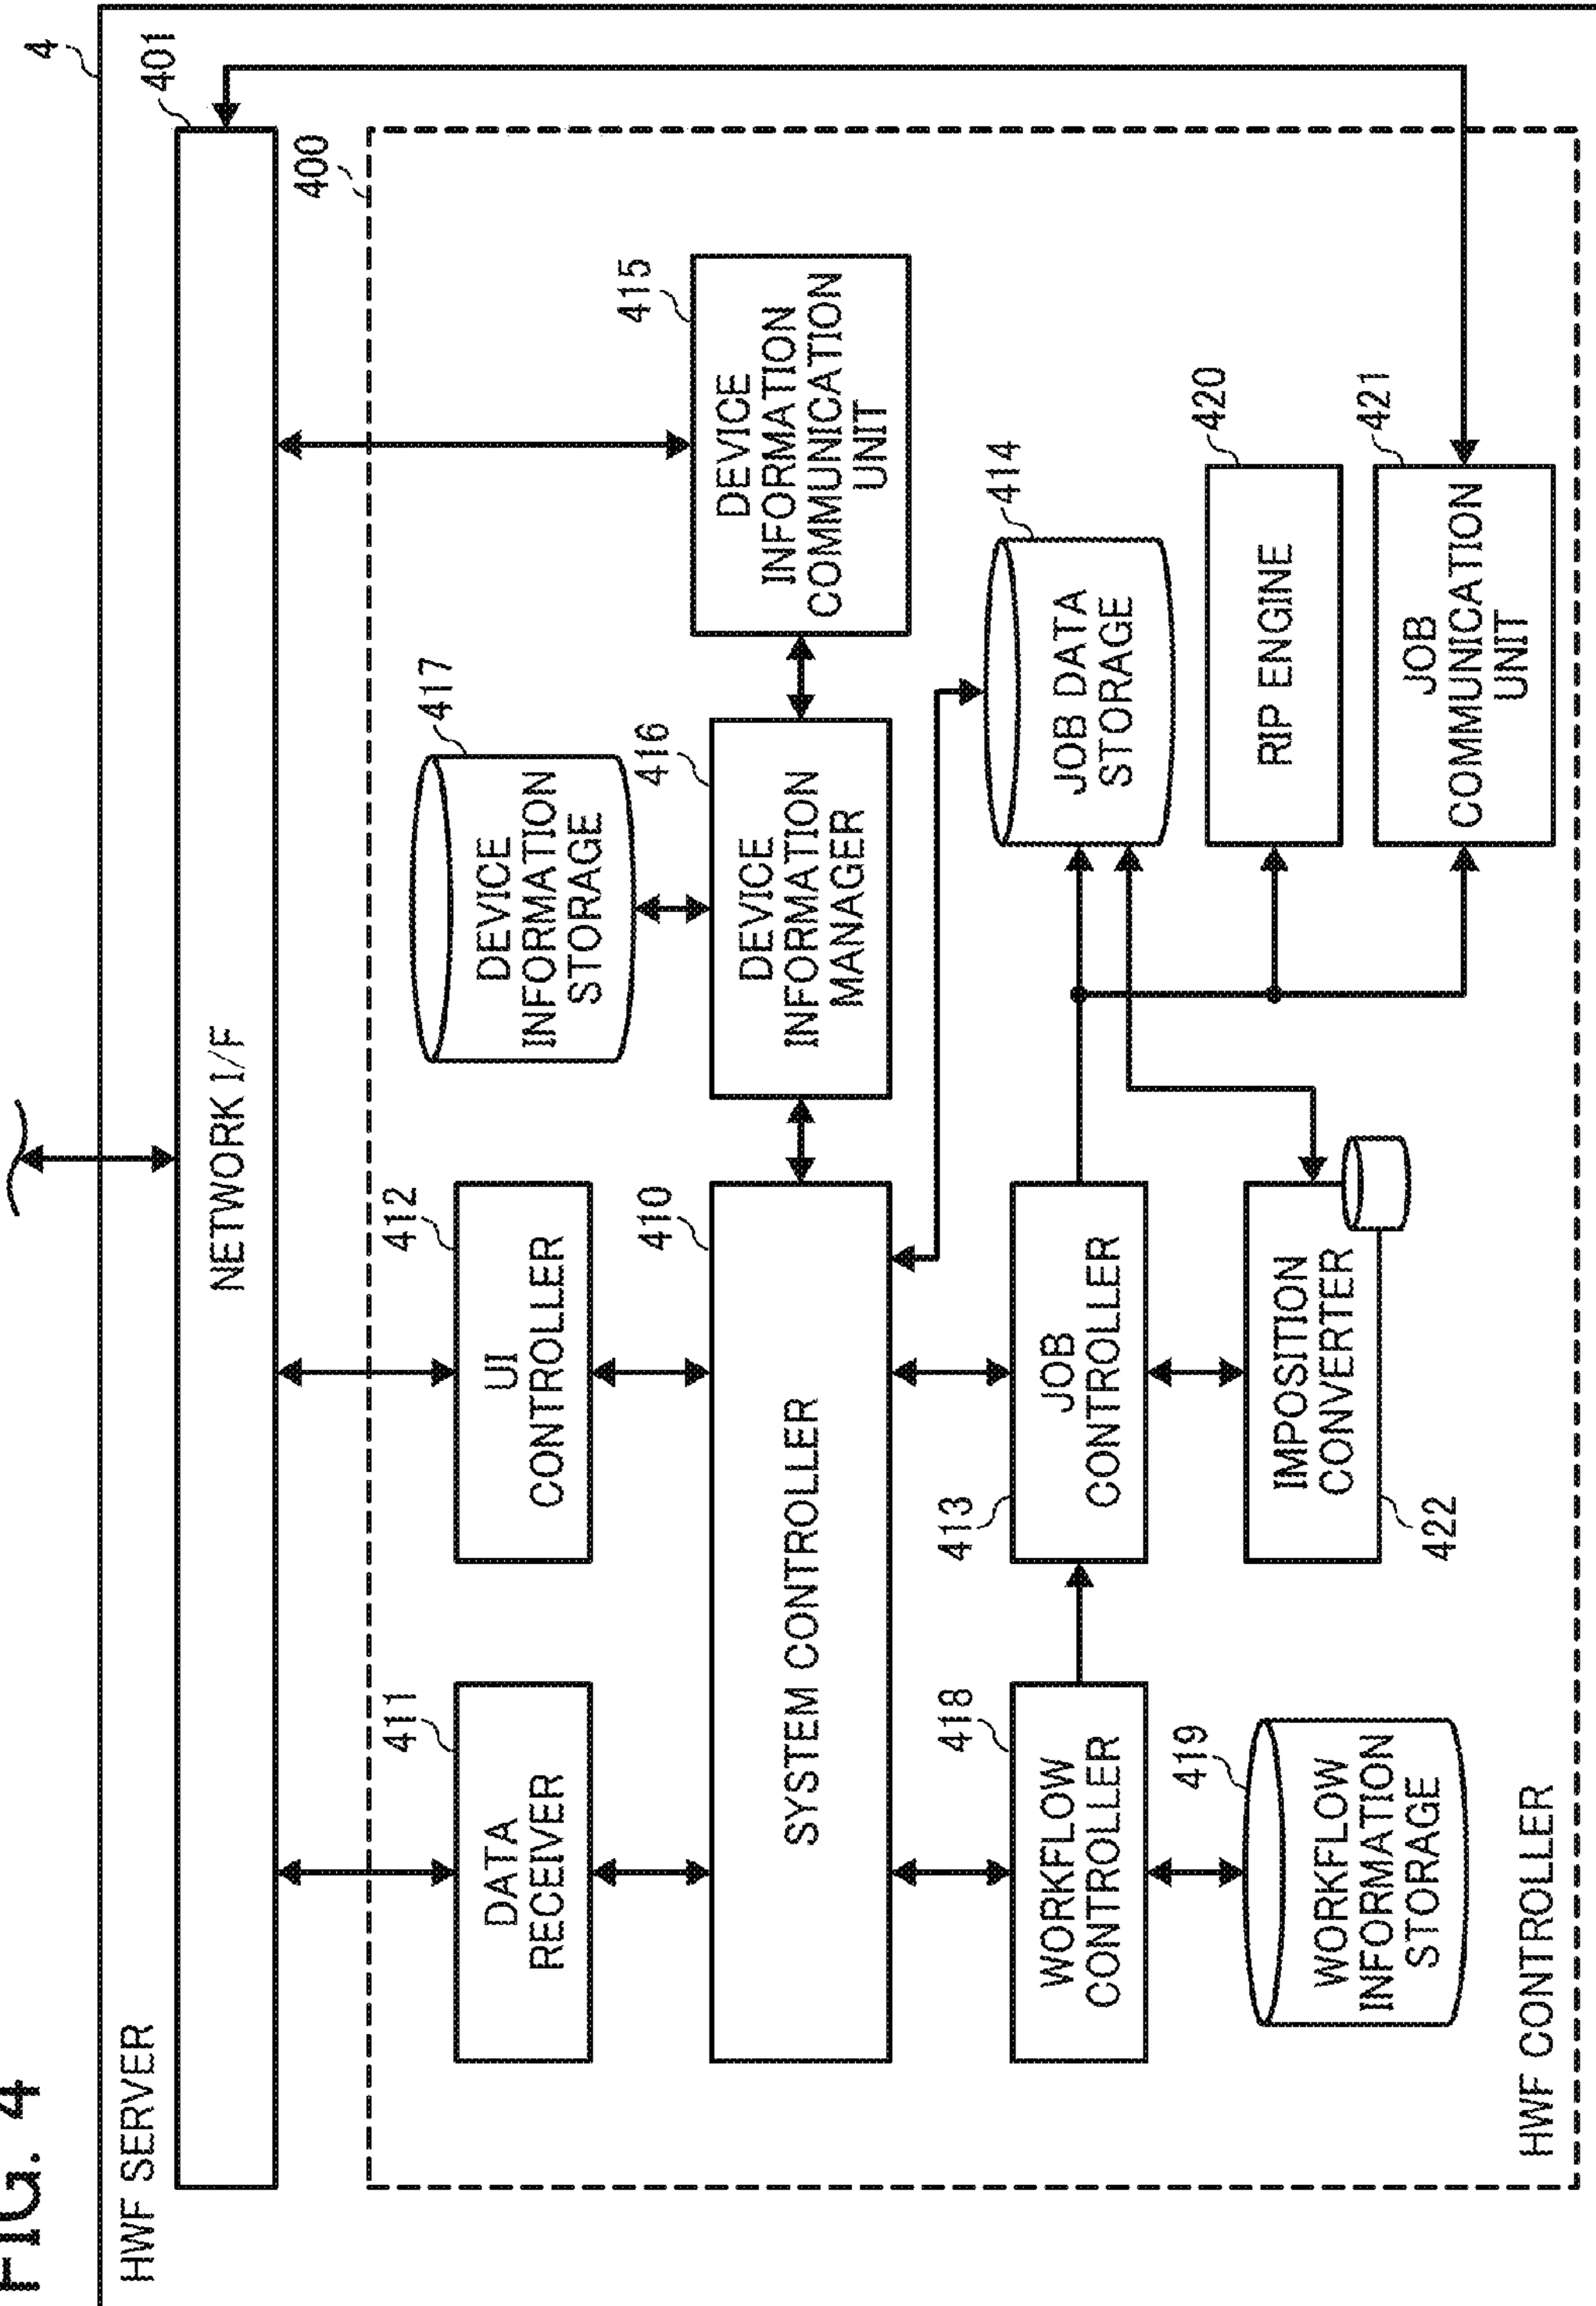 FIG. 4
4
HWF SERVER
401
NETWORK I/F
400
411
DATA
RECEIVER
412
UI
CONTROLLER
417
DEVICE
INFORMATION
STORAGE
415
DEVICE
INFORMATION
COMMUNICATION
UNIT
410
SYSTEM CONTROLLER
416
DEVICE
INFORMATION
MANAGER
418
WORKFLOW
CONTROLLER
413
JOB
CONTROLLER
414
JOB DATA
STORAGE
419
WORKFLOW
INFORMATION
STORAGE
IMPOSITION
CONVERTER
422
420
RIP ENGINE
421
JOB
COMMUNICATION
UNIT
HWF CONTROLLER